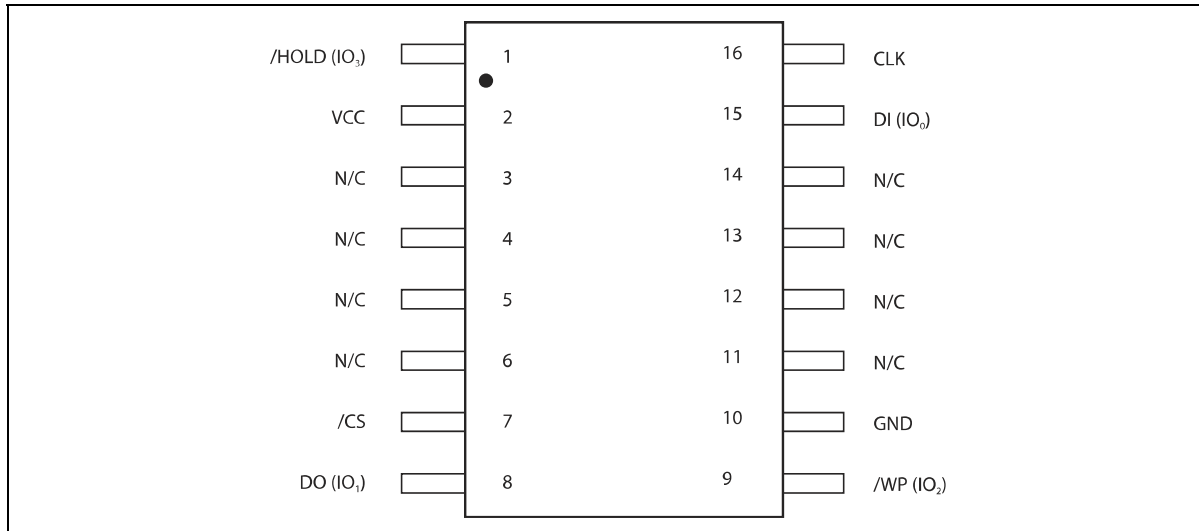 /HOLD (IO₃) 1 16 CLK
VCC 2 15 DI (IO₀)
N/C 3 14 N/C
N/C 4 13 N/C
N/C 5 12 N/C
N/C 6 11 N/C
/CS 7 10 GND
DO (IO₁) 8 9 /WP (IO₂)